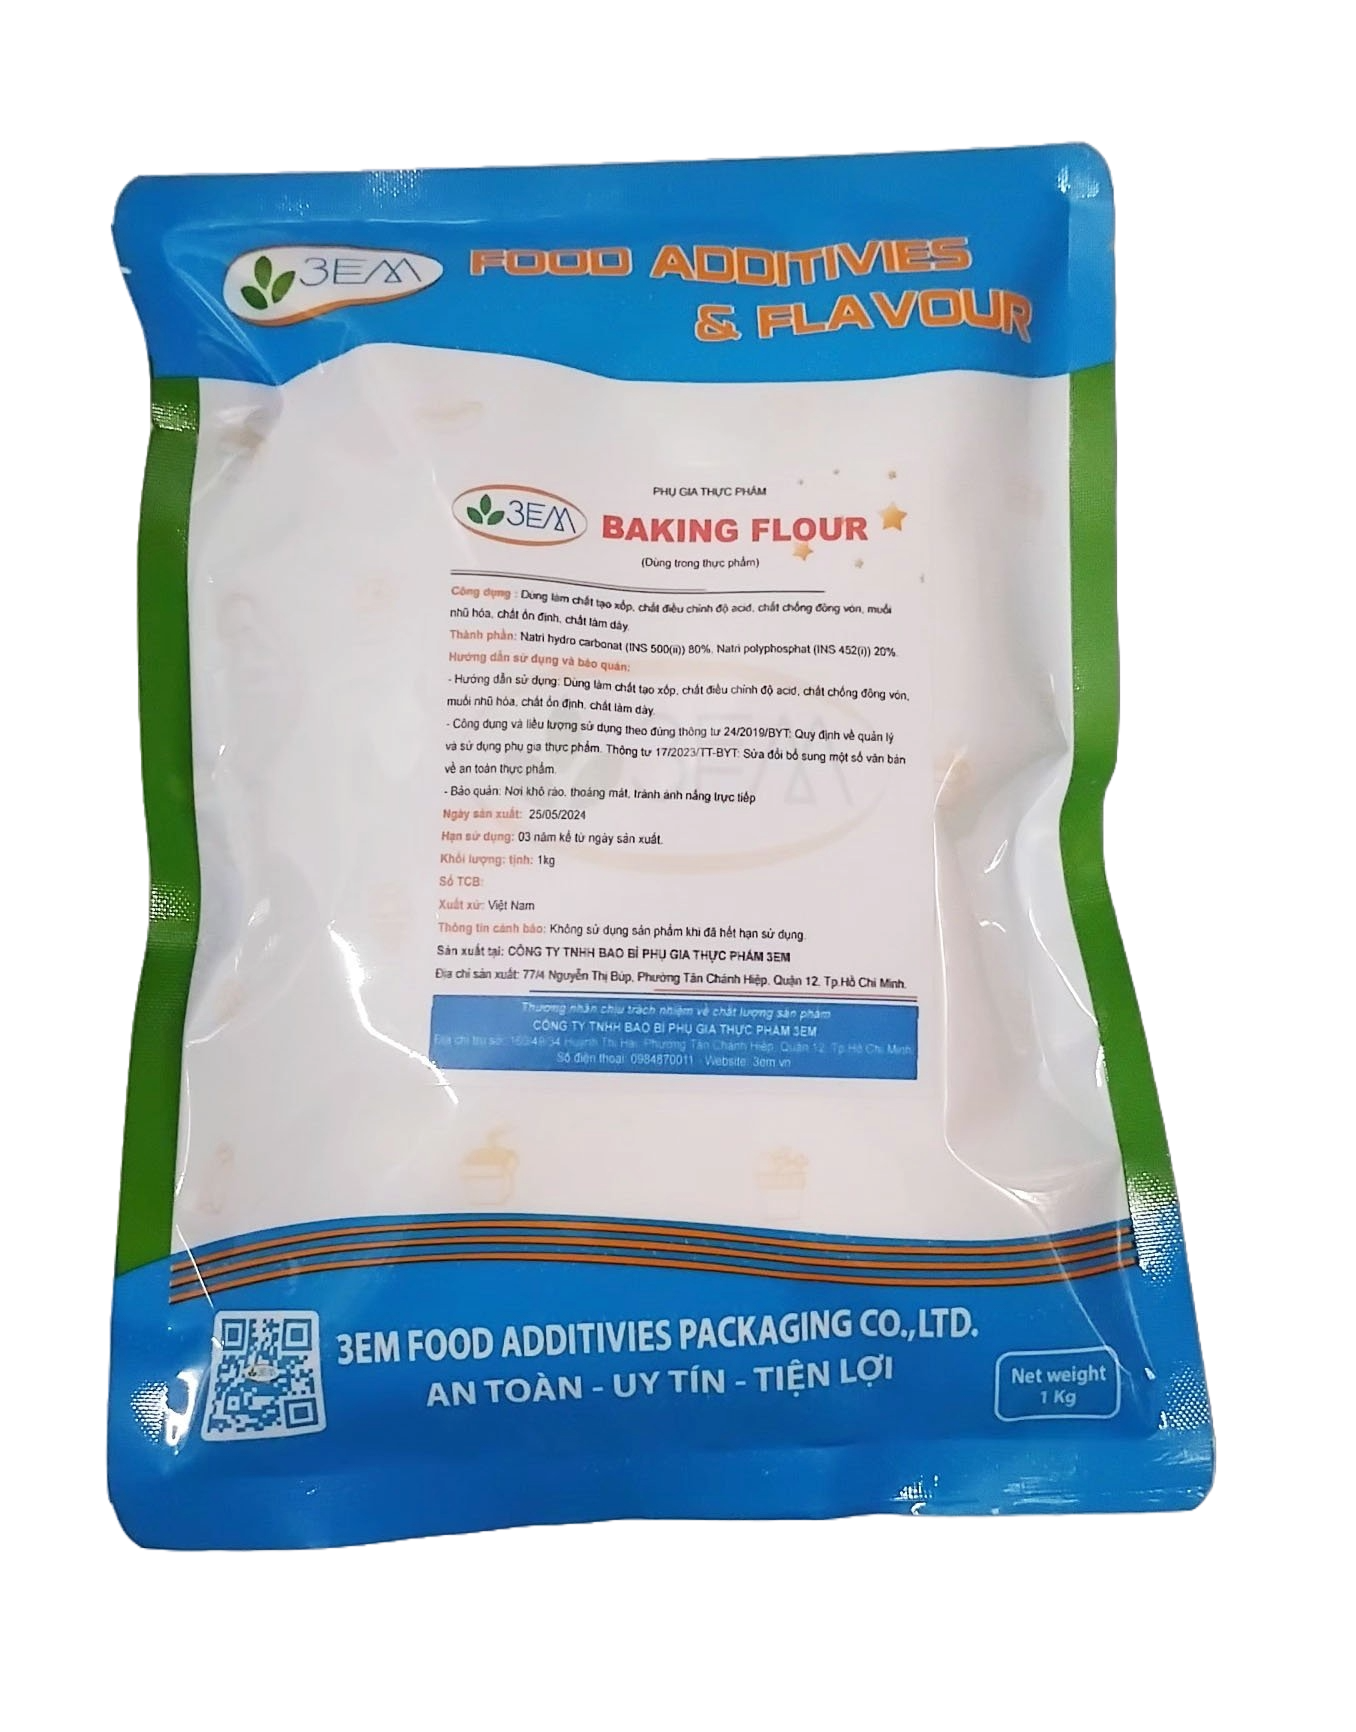 3EM
FOOD ADDITIVIES
& FLAVOUR
PHỤ GIA THỰC PHẨM
3EM
BAKING FLOUR
(Dùng trong thực phẩm)
Công dụng : Dùng làm chất tạo xốp, chất điều chỉnh độ acid, chất chống đông vón, muối
nhũ hóa, chất ổn định, chất làm dày.
Thành phần: Natri hydro carbonat (INS 500(ii)) 80%. Natri polyphosphat (INS 452(i)) 20%.
Hướng dẫn sử dụng và bảo quản:
- Hướng dẫn sử dụng: Dùng làm chất tạo xốp, chất điều chỉnh độ acid, chất chống đông vón,
muối nhũ hóa, chất ổn định, chất làm dày.
- Công dụng và liều lượng sử dụng theo đúng thông tư 24/2019/BYT: Quy định về quản lý
và sử dụng phụ gia thực phẩm. Thông tư 17/2023/TT-BYT: Sửa đổi bổ sung một số văn bản
về an toàn thực phẩm.
- Bảo quản: Nơi khô ráo, thoáng mát, tránh ánh nắng trực tiếp
Ngày sản xuất: 25/05/2024
Hạn sử dụng: 03 năm kể từ ngày sản xuất.
Khối lượng: tịnh: 1kg
Số TCB:
Xuất xứ: Việt Nam
Thông tin cảnh báo: Không sử dụng sản phẩm khi đã hết hạn sử dụng.
Sản xuất tại: CÔNG TY TNHH BAO BÌ PHỤ GIA THỰC PHẨM 3EM
Địa chỉ sản xuất: 77/4 Nguyễn Thị Búp, Phường Tân Chánh Hiệp, Quận 12, Tp.Hồ Chí Minh.
Thương nhân chịu trách nhiệm về chất lượng sản phẩm
CÔNG TY TNHH BAO BÌ PHỤ GIA THỰC PHẨM 3EM
Địa chỉ trụ sở: 160/49/34 Huỳnh Thị Hai, Phường Tân Chánh Hiệp, Quận 12, Tp.Hồ Chí Minh
Số điện thoại: 0984870011 - Website: 3em.vn
3EM FOOD ADDITIVIES PACKAGING CO.,LTD.
AN TOÀN - UY TÍN - TIỆN LỢI
Net weight
1 Kg